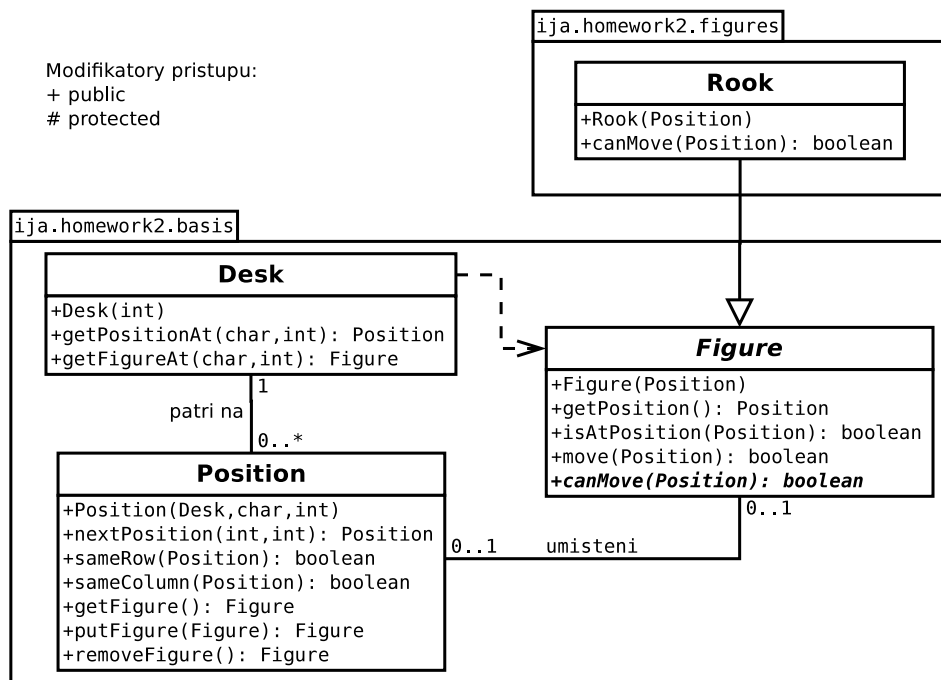 ija.homework2.figures
Modifikatory pristupu:
+ public
# protected
Rook
+Rook(Position)
+canMove(Position): boolean
ija.homework2.basis
Desk
+Desk(int)
+getPositionAt(char,int): Position
+getFigureAt(char,int): Figure
1
patri na
0..*
Position
+Position(Desk,char,int)
+nextPosition(int,int): Position
+sameRow(Position): boolean
+sameColumn(Position): boolean
+getFigure(): Figure
+putFigure(Figure): Figure
+removeFigure(): Figure
Figure
+Figure(Position)
+getPosition(): Position
+isAtPosition(Position): boolean
+move(Position): boolean
+canMove(Position): boolean
0..1
0..1 umisteni